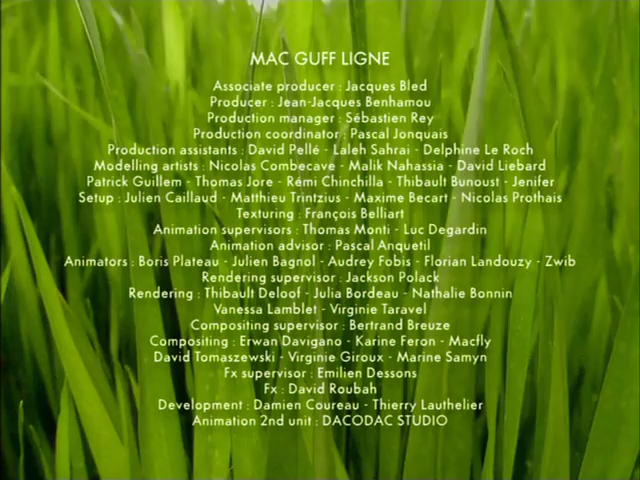 MAC GUFF LIGNE
Associate producer : Jacques Bled
Producer : Jean-Jacques Benhamou
Production manager : Sébastien Rey
Production coordinator : Pascal Jonquais
Production assistants : David Pellé - Laleh Sahrai - Delphine Le Roch
Modelling artists : Nicolas Combecave - Malik Nahassia - David Liebard
Patrick Guillem - Thomas Jore - Rémi Chinchilla - Thibault Bunoust - Jenifer
Setup : Julien Caillaud - Matthieu Trintzius - Maxime Becart - Nicolas Prothais
Texturing : François Belliart
Animation supervisors : Thomas Monti - Luc Degardin
Animation advisor : Pascal Anquetil
Animators : Boris Plateau - Julien Bagnol - Audrey Fobis - Florian Landouzy - Zwib
Rendering supervisor : Jackson Polack
Rendering : Thibault Deloof - Julia Bordeau - Nathalie Bonnin
Vanessa Lamblet - Virginie Taravel
Compositing supervisor : Bertrand Breuze
Compositing : Erwan Davigano - Karine Feron - Macfly
David Tomaszewski - Virginie Giroux - Marine Samyn
Fx supervisor : Emilien Dessons
Fx : David Roubah
Development : Damien Coureau - Thierry Lauthelier
Animation 2nd unit : DACODAC STUDIO